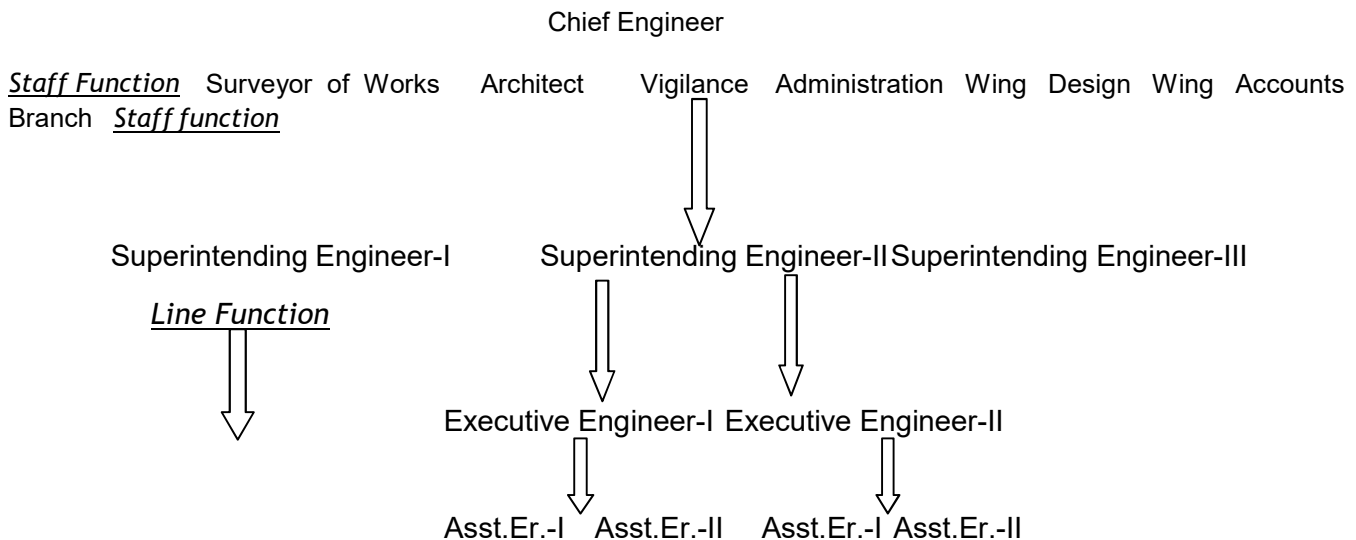 Chief Engineer
Staff Function Surveyor of Works Architect Vigilance Administration Wing Design Wing Accounts
Branch Staff function
Superintending Engineer-I Superintending Engineer-II Superintending Engineer-III
Line Function
Executive Engineer-I Executive Engineer-II
Asst.Er.-I Asst.Er.-II Asst.Er.-I Asst.Er.-II